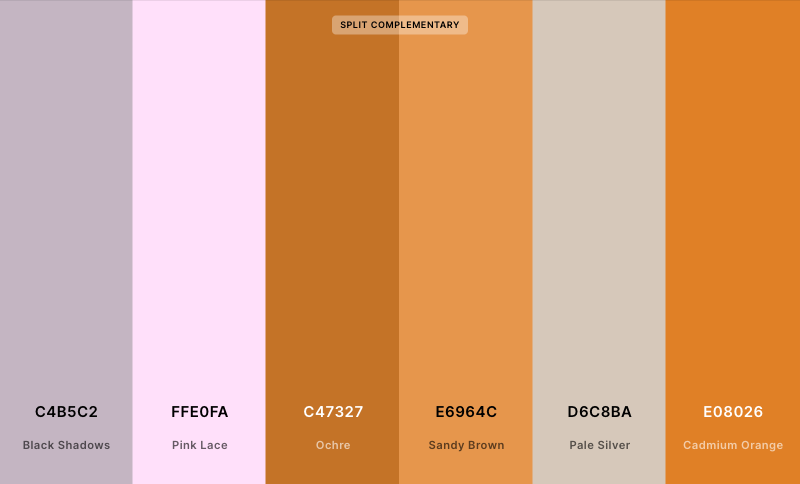 SPLIT COMPLEMENTARY
C4B5C2 FFE0FA C47327 E6964C D6C8BA E08026
Black Shadows Pink Lace Ochre Sandy Brown Pale Silver Cadmium Orange